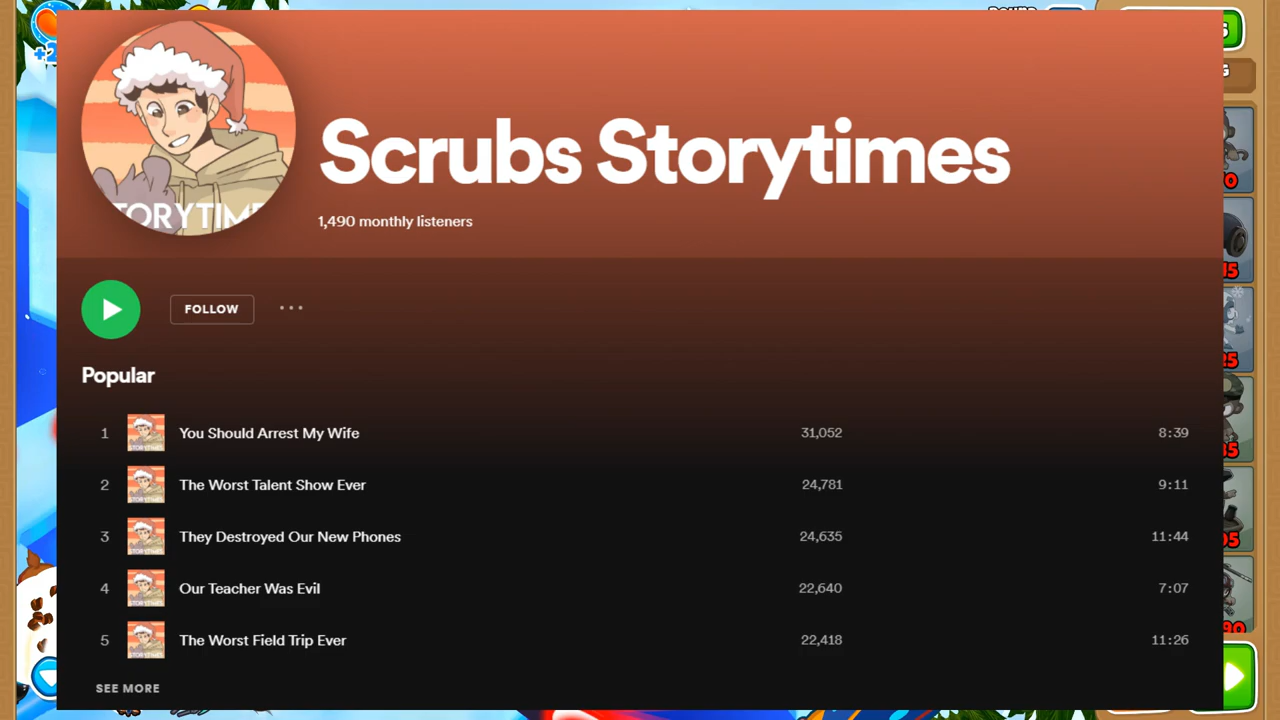 Scrubs Storytimes
1,490 monthly listeners
FOLLOW
Popular
1 You Should Arrest My Wife 31,052 8:39
2 The Worst Talent Show Ever 24,781 9:11
3 They Destroyed Our New Phones 24,635 11:44
4 Our Teacher Was Evil 22,640 7:07
5 The Worst Field Trip Ever 22,418 11:26
SEE MORE